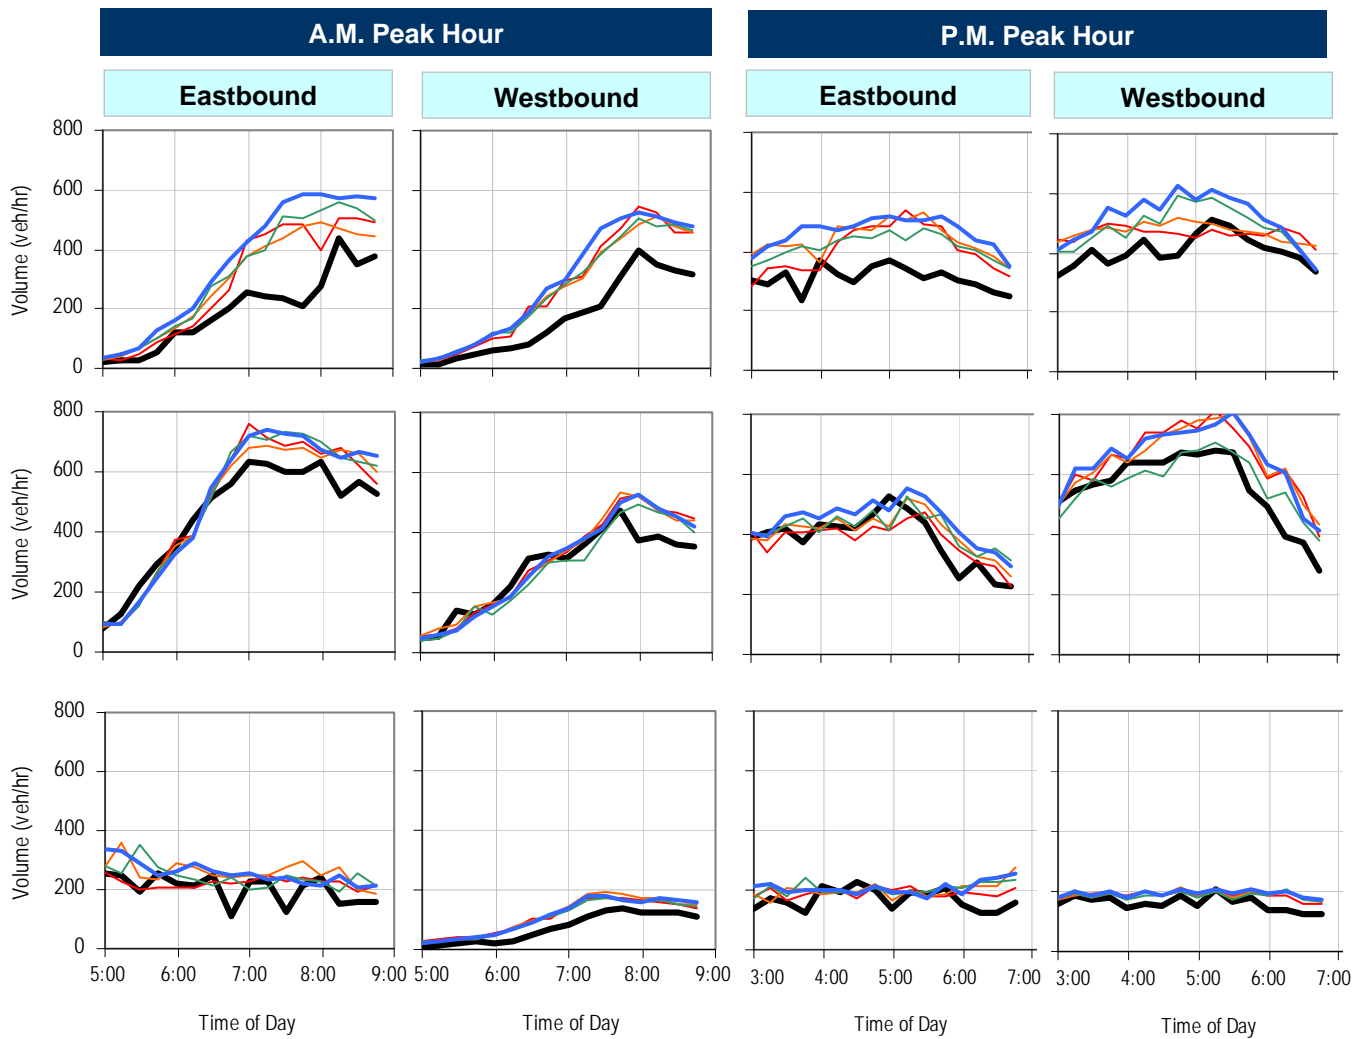 A.M. Peak Hour
P.M. Peak Hour
Eastbound
Westbound
Eastbound
Westbound
Volume (veh/hr)
800
600
400
200
0
Volume (veh/hr)
800
600
400
200
0
Volume (veh/hr)
800
600
400
200
0
5:00 6:00 7:00 8:00 9:00
5:00 6:00 7:00 8:00 9:00
3:00 4:00 5:00 6:00 7:00
3:00 4:00 5:00 6:00 7:00
Time of Day
Time of Day
Time of Day
Time of Day